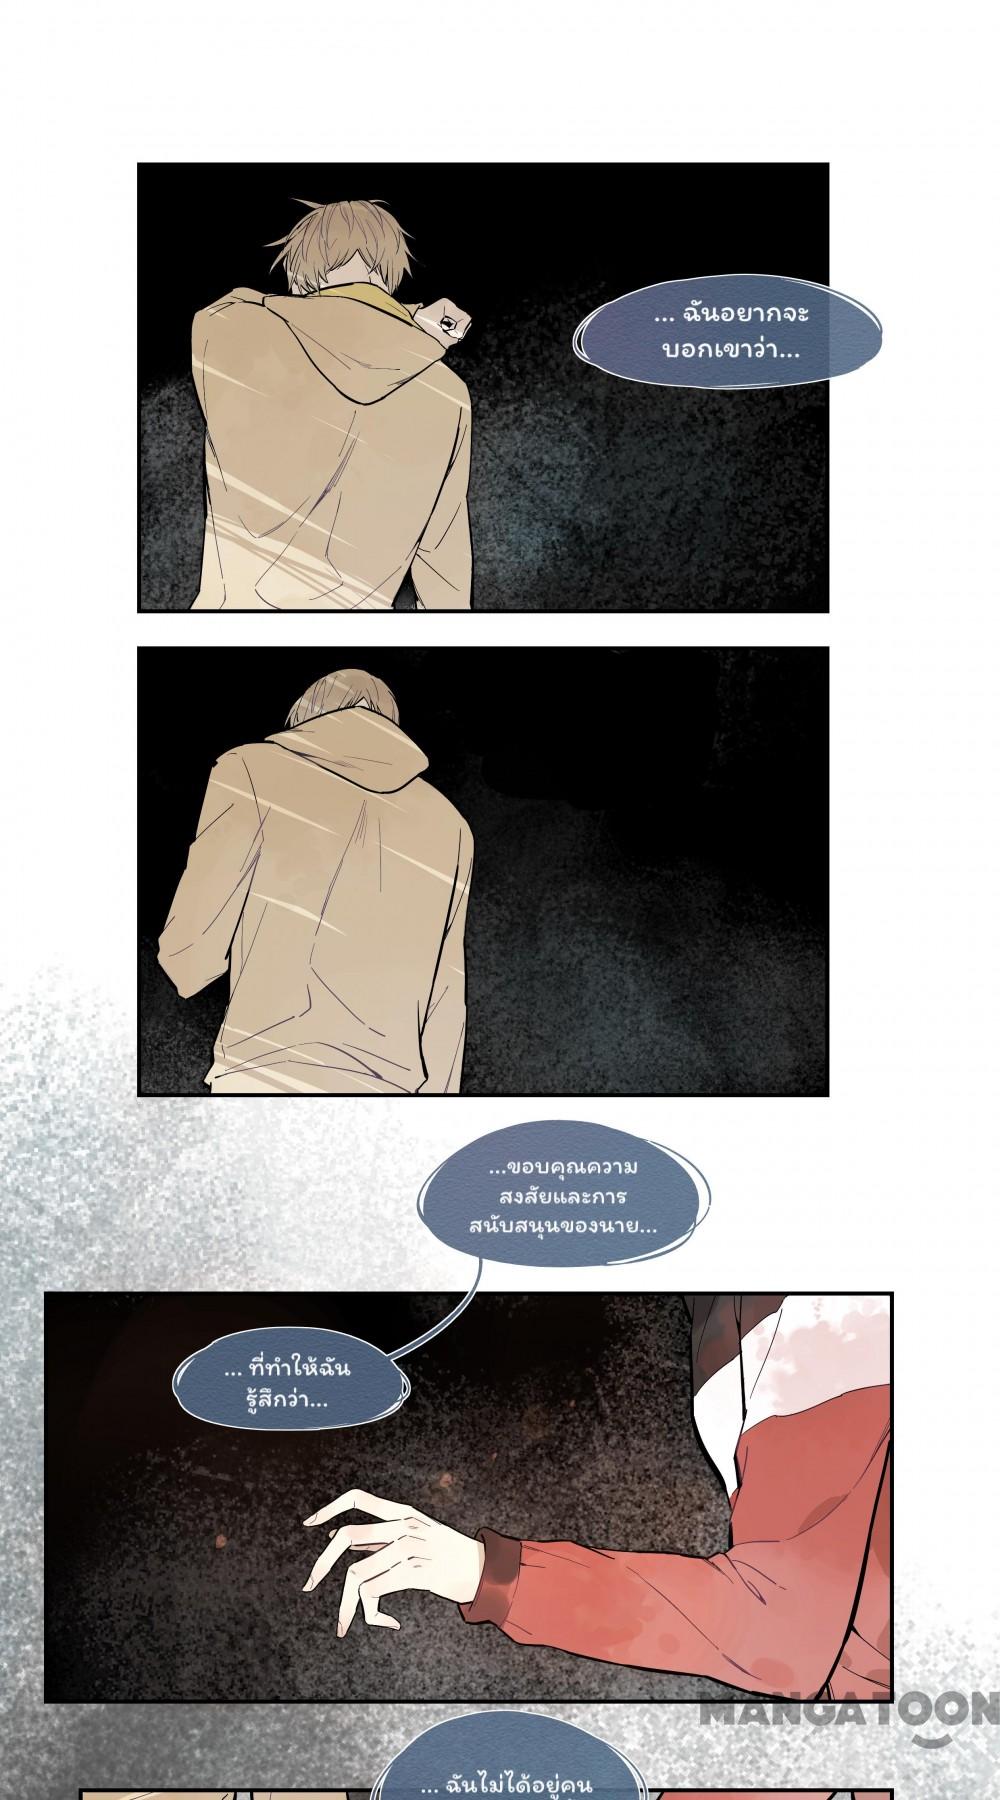 ... ฉันอยากจะ
บอกเขาว่า...
...ขอบคุณความ
สงสัยและการ
สนับสนุนของนาย...
... ที่ทำให้ฉัน
รู้สึกว่า...
MANGATOON
... ฉันไม่ได้อยู่คน